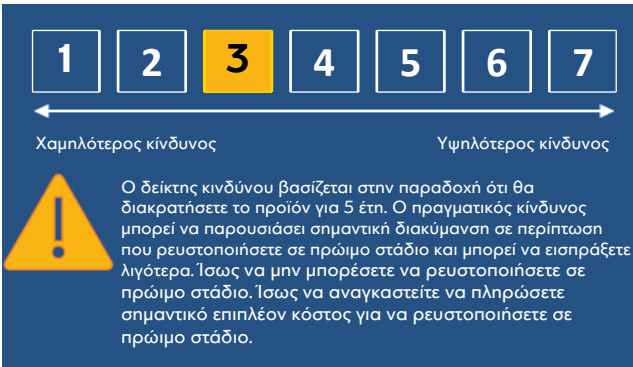 1 2 3 4 5 6 7
Χαμηλότερος κίνδυνος Υψηλότερος κίνδυνος
Ο δείκτης κινδύνου βασίζεται στην παραδοχή ότι θα
διακρατήσετε το προϊόν για 5 έτη. Ο πραγματικός κίνδυνος
μπορεί να παρουσιάσει σημαντική διακύμανση σε περίπτωση
που ρευστοποιήσετε σε πρώιμο στάδιο και μπορεί να εισπράξετε
λιγότερα. Ίσως να μην μπορέσετε να ρευστοποιήσετε σε
πρώιμο στάδιο. Ίσως να αναγκαστείτε να πληρώσετε
σημαντικό επιπλέον κόστος για να ρευστοποιήσετε σε
πρώιμο στάδιο.